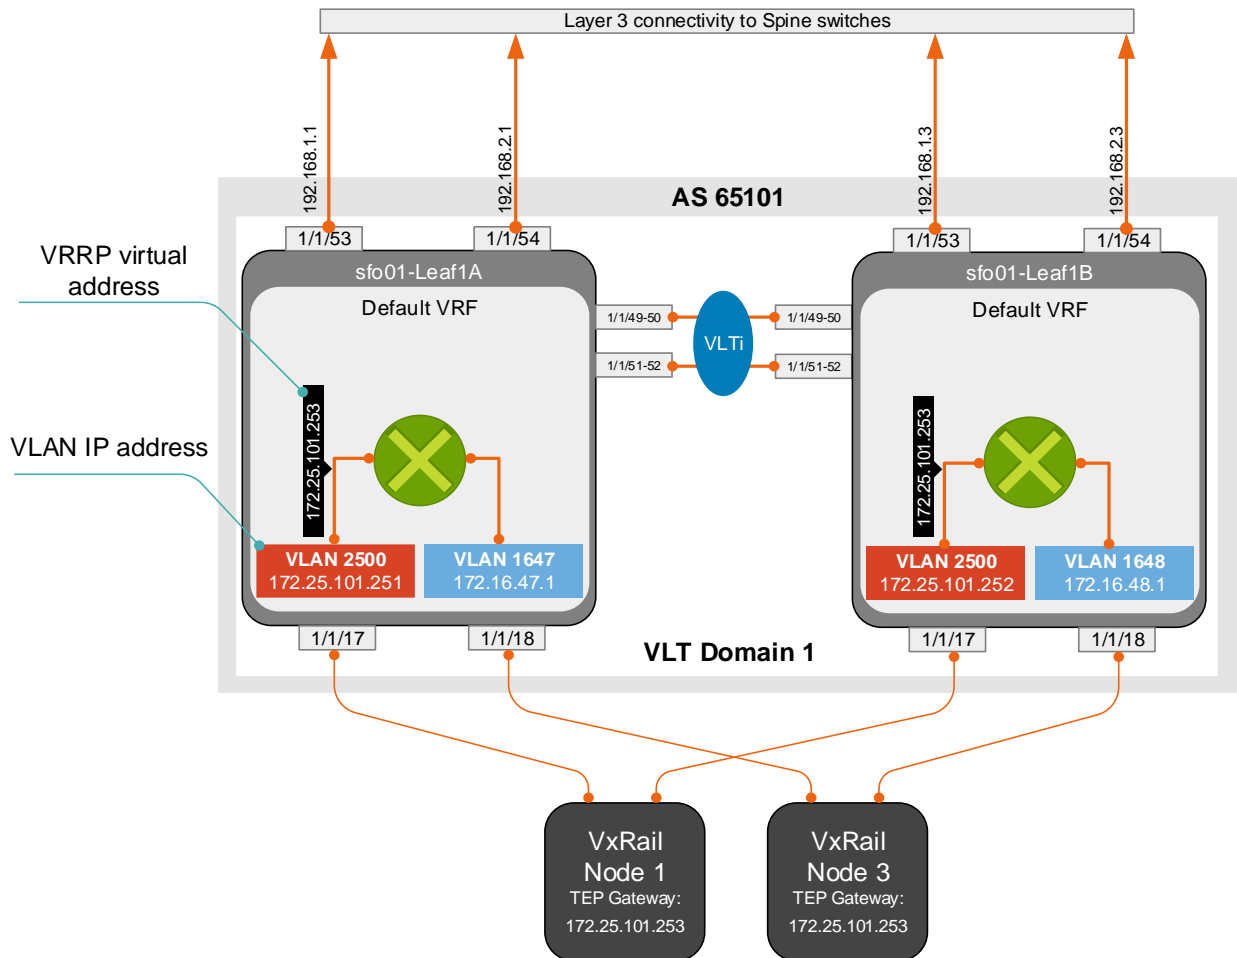 Layer 3 connectivity to Spine switches
192.168.1.1
192.168.2.1
192.168.1.3
192.168.2.3
AS 65101
1/1/53
1/1/54
1/1/53
1/1/54
VRRP virtual
address
sfo01-Leaf1A
Default VRF
sfo01-Leaf1B
Default VRF
1/1/49-50
1/1/51-52
VLTi
1/1/49-50
1/1/51-52
VLAN IP address
172.25.101.253
172.25.101.253
VLAN 2500
172.25.101.251
VLAN 1647
172.16.47.1
VLAN 2500
172.25.101.252
VLAN 1648
172.16.48.1
1/1/17
1/1/18
1/1/17
1/1/18
VLT Domain 1
VxRail
Node 1
TEP Gateway:
172.25.101.253
VxRail
Node 3
TEP Gateway:
172.25.101.253